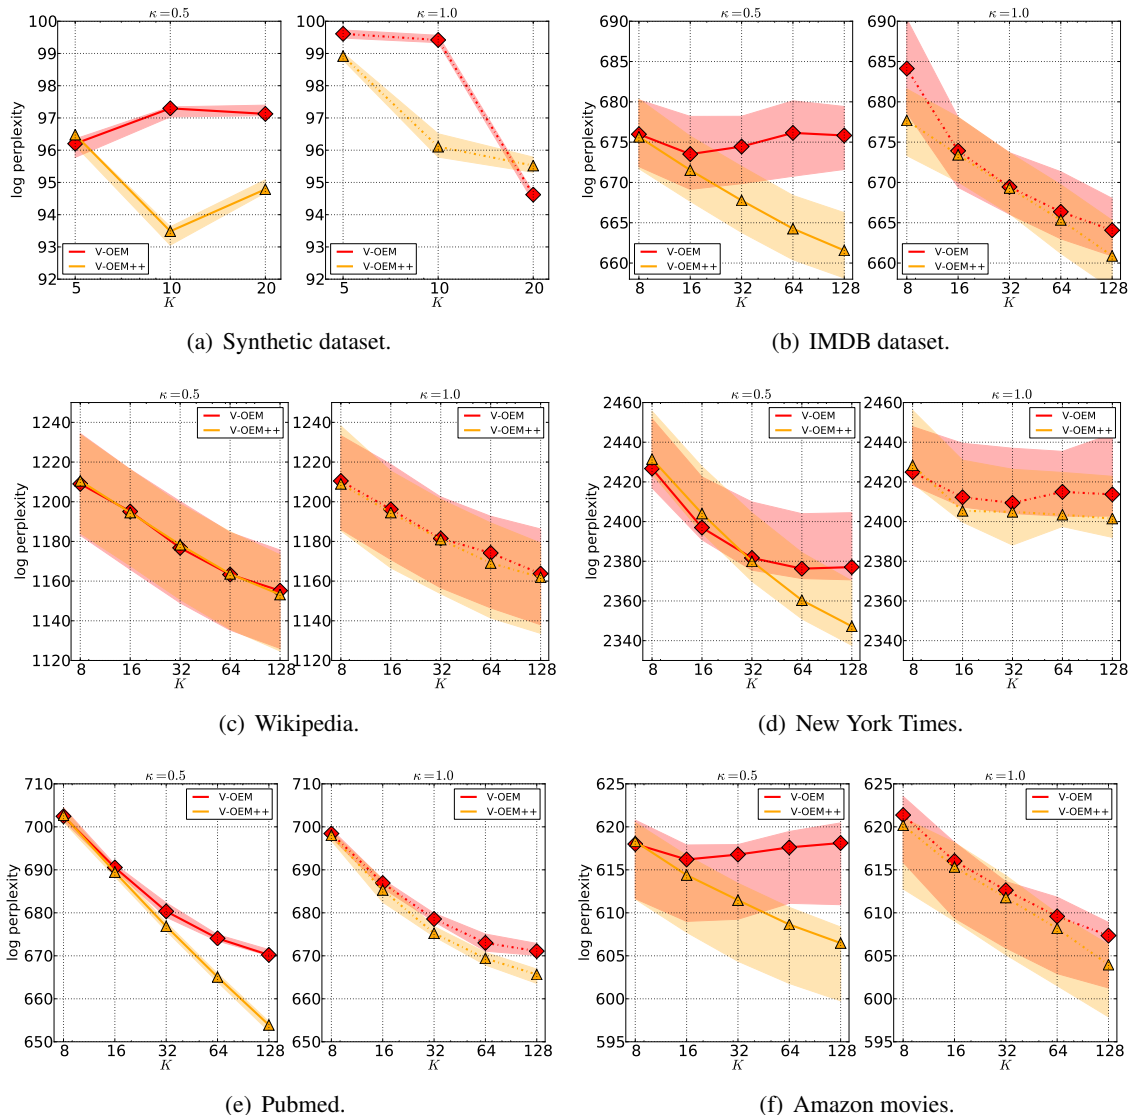 κ=0.5
κ=1.0
log perplexity
100
99
98
97
96
95
94
93
92
5
10
20
K
V-OEM
V-OEM++
100
99
98
97
96
95
94
93
92
5
10
20
K
V-OEM
V-OEM++
(a) Synthetic dataset.
κ=0.5
κ=1.0
log perplexity
690
685
680
675
670
665
660
8
16
32
64
128
K
V-OEM
V-OEM++
690
685
680
675
670
665
660
8
16
32
64
128
K
V-OEM
V-OEM++
(b) IMDB dataset.
κ=0.5
κ=1.0
log perplexity
1240
1220
1200
1180
1160
1140
1120
8
16
32
64
128
K
V-OEM
V-OEM++
1240
1220
1200
1180
1160
1140
1120
8
16
32
64
128
K
V-OEM
V-OEM++
(c) Wikipedia.
κ=0.5
κ=1.0
log perplexity
2460
2440
2420
2400
2380
2360
2340
8
16
32
64
128
K
V-OEM
V-OEM++
2460
2440
2420
2400
2380
2360
2340
8
16
32
64
128
K
V-OEM
V-OEM++
(d) New York Times.
κ=0.5
κ=1.0
log perplexity
710
700
690
680
670
660
650
8
16
32
64
128
K
V-OEM
V-OEM++
710
700
690
680
670
660
650
8
16
32
64
128
K
V-OEM
V-OEM++
(e) Pubmed.
κ=0.5
κ=1.0
log perplexity
625
620
615
610
605
600
595
8
16
32
64
128
K
V-OEM
V-OEM++
625
620
615
610
605
600
595
8
16
32
64
128
K
V-OEM
V-OEM++
(f) Amazon movies.